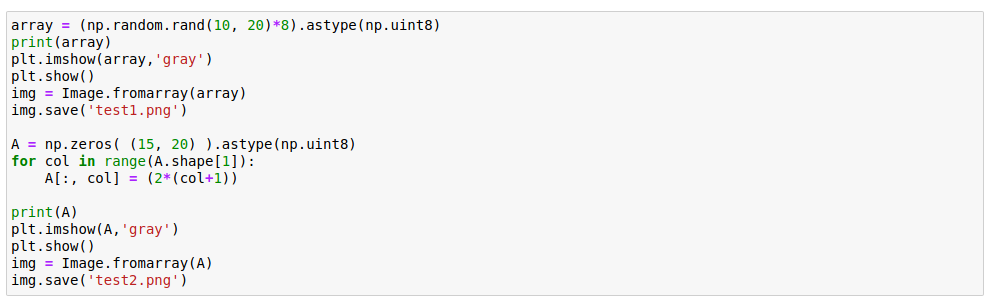 array = (np.random.rand(10, 20)*8).astype(np.uint8)
print(array)
plt.imshow(array,'gray')
plt.show()
img = Image.fromarray(array)
img.save('test1.png')

A = np.zeros( (15, 20) ).astype(np.uint8)
for col in range(A.shape[1]):
    A[:, col] = (2*(col+1))

print(A)
plt.imshow(A,'gray')
plt.show()
img = Image.fromarray(A)
img.save('test2.png')